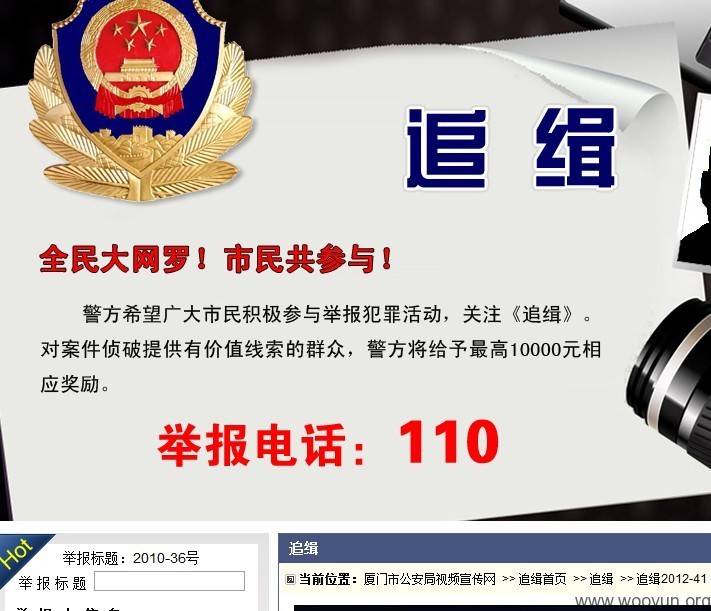 追 缉
全民大网罗！市民共参与！
警方希望广大市民积极参与举报犯罪活动，关注《追缉》。
对案件侦破提供有价值线索的群众，警方将给予最高10000元相
应奖励。
举报电话：110
Hot
举报标题：2010-36号
举 报 标 题
追缉
当前位置：厦门市公安局视频宣传网 >> 追缉首页 >> 追缉 >> 追缉2012-41
www.wooyun.org